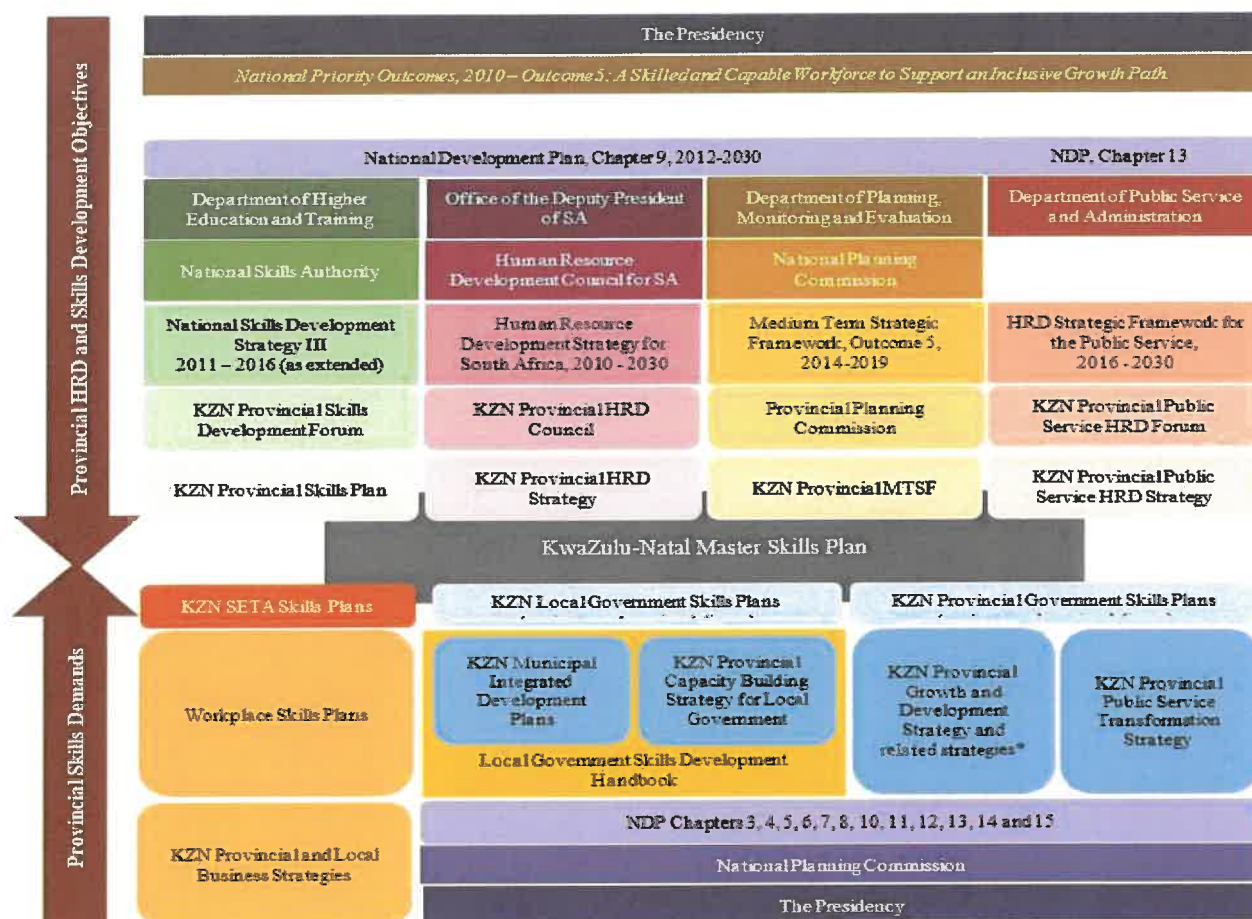 The Presidency
National Priority Outcomes, 2010 – Outcome 5: A Skilled and Capable Workforce to Support an Inclusive Growth Path
Provincial HRD and Skills Development Objectives
National Development Plan, Chapter 9, 2012-2030
NDP, Chapter 13
Department of Higher
Education and Training
Office of the Deputy President
of SA
Department of Planning,
Monitoring and Evaluation
Department of Public Service
and Administration
National Skills Authority
Human Resource
Development Council for SA
National Planning
Commission
National Skills Development
Strategy III
2011 – 2016 (as extended)
Human Resource
Development Strategy for
South Africa, 2010 - 2030
Medium Term Strategic
Framework, Outcome 5,
2014-2019
HRD Strategic Framework for
the Public Service,
2016 - 2030
KZN Provincial Skills
Development Forum
KZN Provincial HRD
Council
Provincial Planning
Commission
KZN Provincial Public
Service HRD Forum
KZN Provincial Skills Plan
KZN Provincial HRD
Strategy
KZN Provincial MTSF
KZN Provincial Public
Service HRD Strategy
KwaZulu-Natal Master Skills Plan
Provincial Skills Demands
KZN SETA Skills Plans
KZN Local Government Skills Plans
KZN Provincial Government Skills Plans
Workplace Skills Plans
KZN Municipal
Integrated
Development
Plans
KZN Provincial
Capacity Building
Strategy for Local
Government
Local Government Skills Development
Handbook
KZN Provincial
Growth and
Development
Strategy and
related strategies*
KZN Provincial
Public Service
Transformation
Strategy
KZN Provincial and Local
Business Strategies
NDP Chapters 3, 4, 5, 6, 7, 8, 10, 11, 12, 13, 14 and 15
National Planning Commission
The Presidency